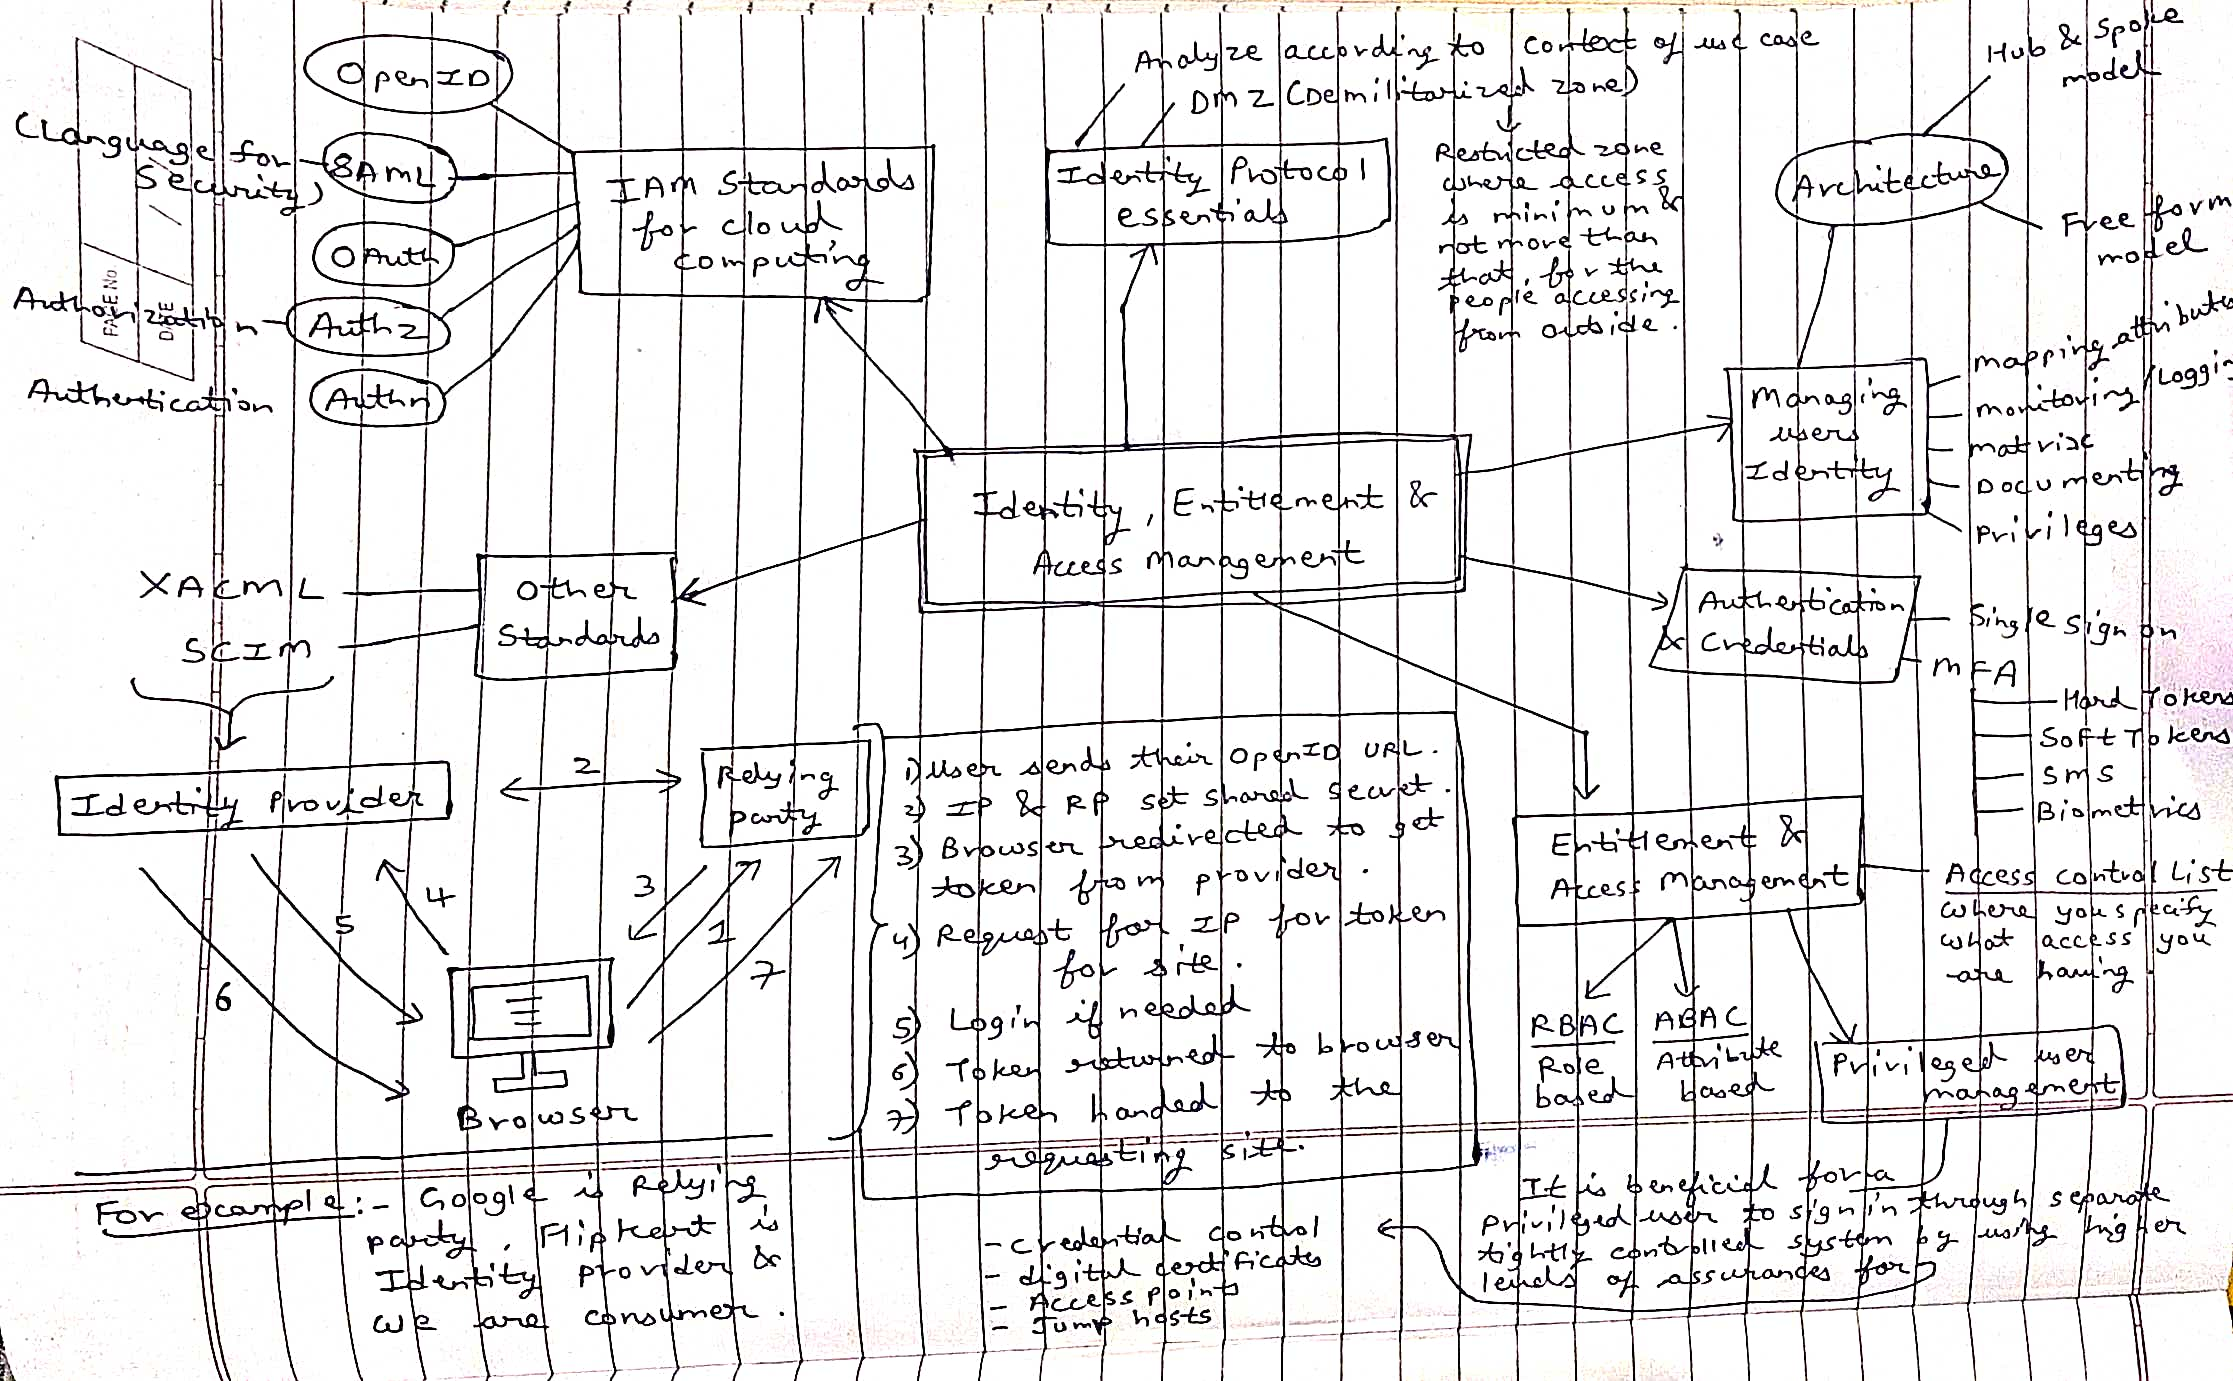 OpenID
(Language for
Security)
SAML
OAuth
Authorization
Authz
Authentication
Authn
PAGE No.
DATE
IAM Standards
for cloud
computing
Analyze according to context of use case
DMZ (Demilitarized zone)
Restricted zone
where access
is minimum &
not more than
that, for the
people accessing
from outside.
Identity Protocol
essentials
Hub & Spoke
model
Architecture
Free form
model
Managing
users
Identity
mapping attributes
monitoring/Logging
matrix
Documenting
Privileges
Identity, Entitlement &
Access Management
XACML
SCIM
Other
Standards
Authentication
& Credentials
Single Sign on
MFA
Hard Tokens
Soft Tokens
SMS
Biometrics
Identity Provider
2
Relying
party
3
1
7
4
5
6
Browser
1) User sends their OpenID URL.
2) IP & RP set shared secret.
3) Browser redirected to get
token from provider.
4) Request for IP for token
for site.
5) Login if needed
6) Token returned to browser
7) Token handed to the
requesting site.
Entitlement &
Access Management
Access control List
where you specify
what access you
are having
RBAC
Role
based
ABAC
Attribute
based
Privileged user
management
It is beneficial for a
privileged user to sign in through separate
tightly controlled system by using higher
levels of assurances for
- credential control
- digital certificates
- Access points
- Jump hosts
For example:- Google is Relying
party, Flipkart is
Identity provider &
we are consumer.